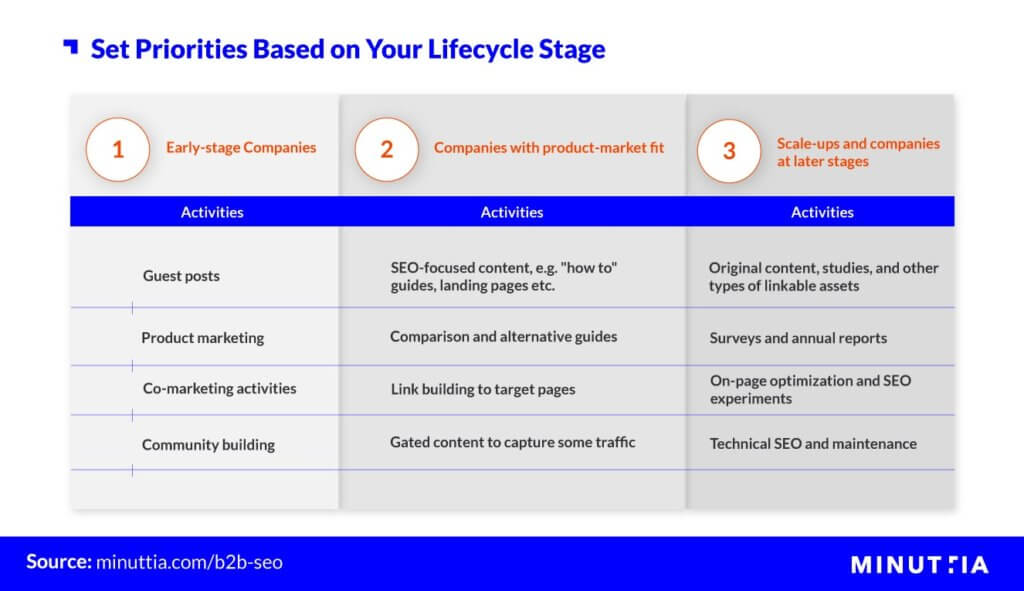 Set Priorities Based on Your Lifecycle Stage
1
Early-stage Companies
2
Companies with product-market fit
3
Scale-ups and companies
at later stages
Activities
Activities
Activities
Guest posts
SEO-focused content, e.g. "how to"
guides, landing pages etc.
Original content, studies, and other
types of linkable assets
Product marketing
Comparison and alternative guides
Surveys and annual reports
Co-marketing activities
Link building to target pages
On-page optimization and SEO
experiments
Community building
Gated content to capture some traffic
Technical SEO and maintenance
Source: minuttia.com/b2b-seo
MINUTTIA